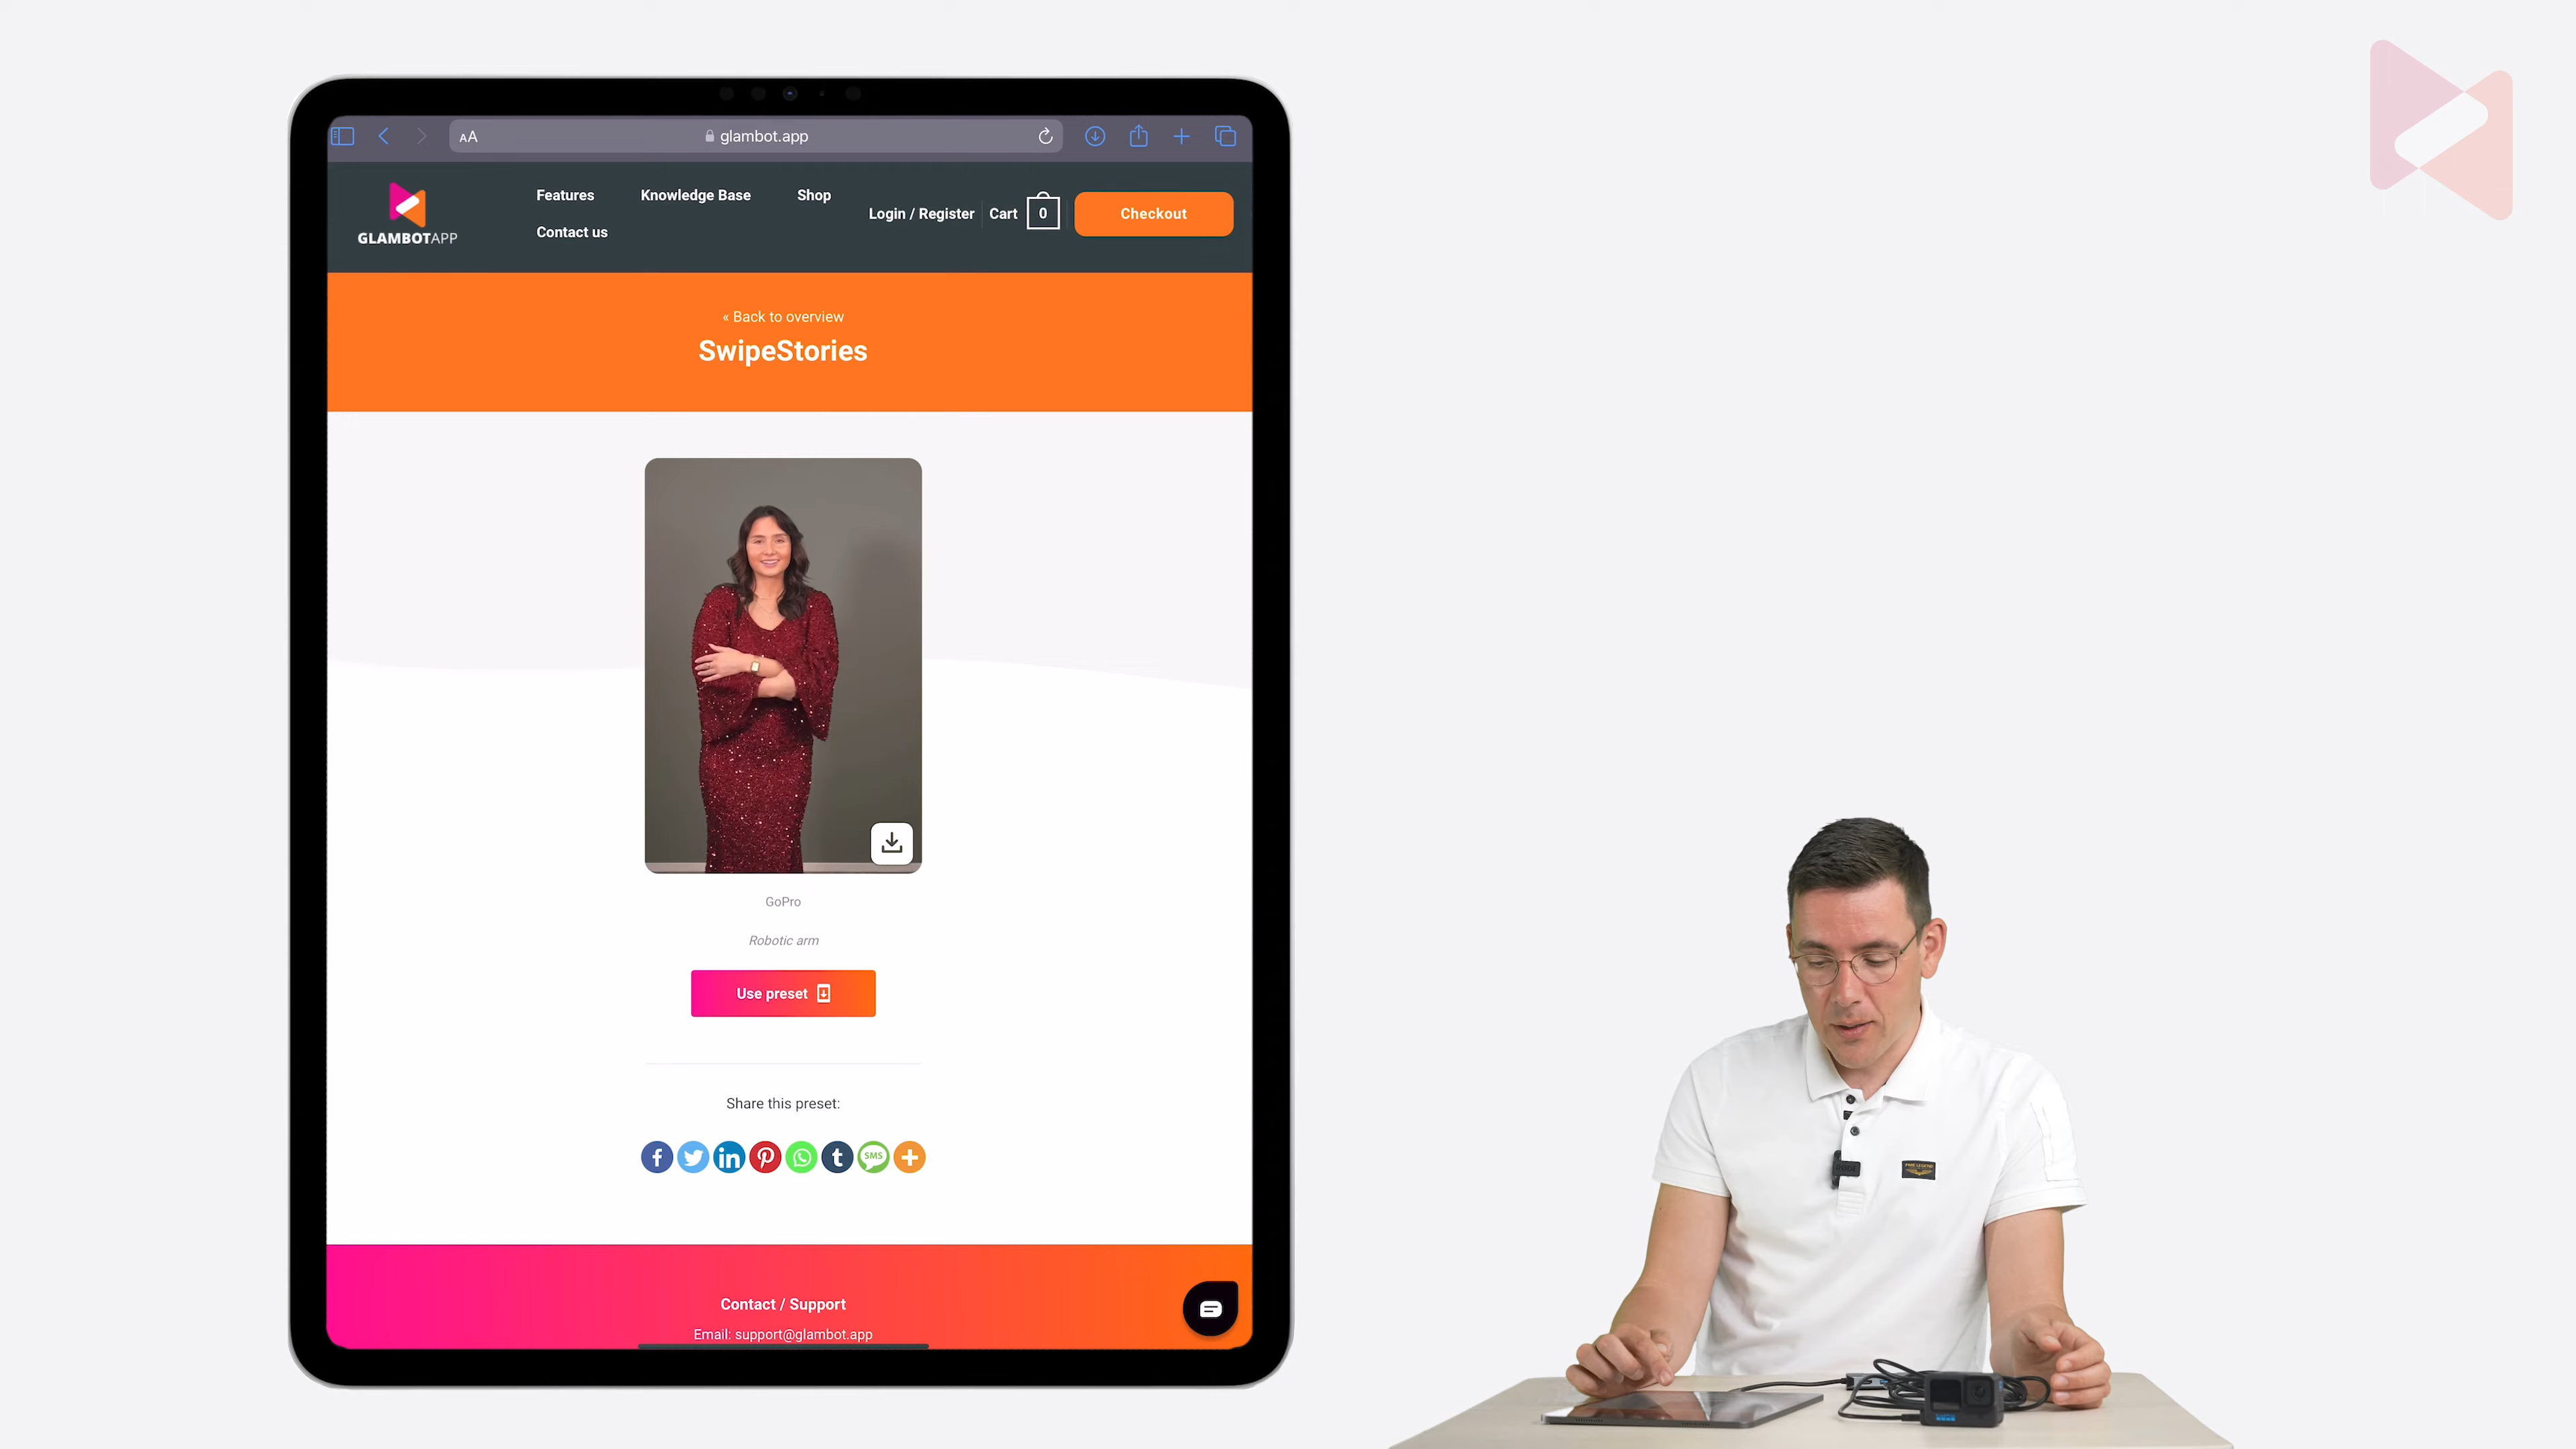 AA
glambot.app
GLAMBOTAPP
Features
Knowledge Base
Shop
Contact us
Login / Register
Cart
0
Checkout
« Back to overview
SwipeStories
GoPro
Robotic arm
Use preset
Share this preset:
SMS
Contact / Support
Email: support@glambot.app